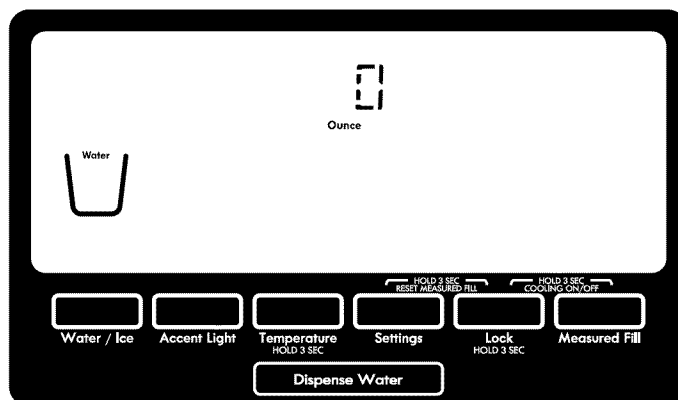 0
Ounce
Water
HOLD 3 SEC
RESET MEASURED FILL
HOLD 3 SEC
COOLING ON/OFF
Water / Ice
Accent Light
Temperature
HOLD 3 SEC
Settings
Lock
HOLD 3 SEC
Measured Fill
Dispense Water